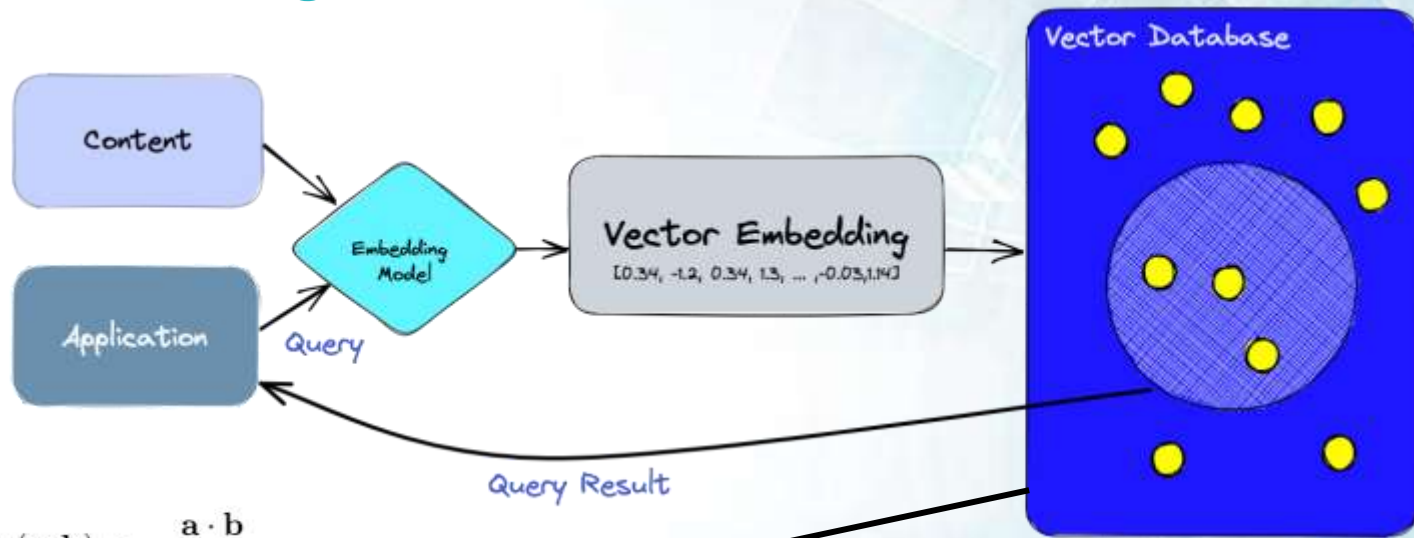 Vector Database
Content
Embedding
Model
Vector Embedding
[0.34, -1.2, 0.34, 1.3, ... ,-0.03,1.14]
Application
Query
Query Result
a · b